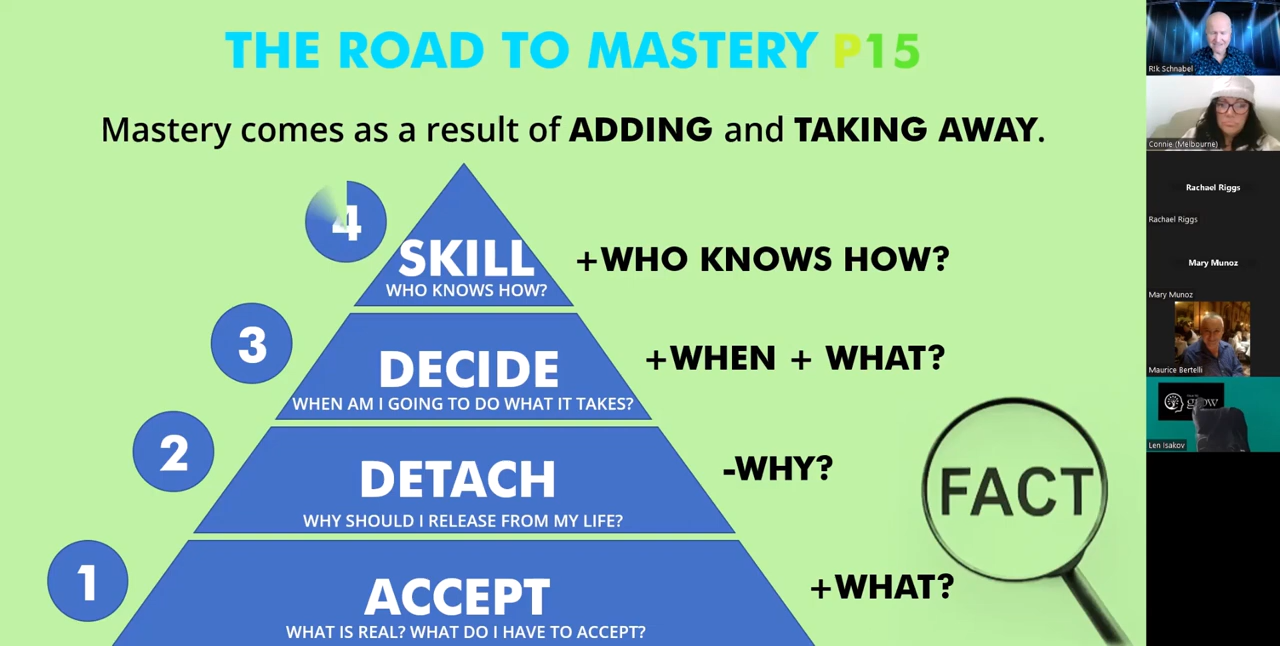 THE ROAD TO MASTERY P15
Mastery comes as a result of ADDING and TAKING AWAY.
4
SKILL
WHO KNOWS HOW?
+WHO KNOWS HOW?
3
DECIDE
WHEN AM I GOING TO DO WHAT IT TAKES?
+WHEN + WHAT?
2
DETACH
WHY SHOULD I RELEASE FROM MY LIFE?
-WHY?
FACT
1
ACCEPT
WHAT IS REAL? WHAT DO I HAVE TO ACCEPT?
+WHAT?
Rik Schnabel
Connie (Melbourne)
Rachael Riggs
Rachael Riggs
Mary Munoz
Mary Munoz
Maurice Bertelli
Len Isakov